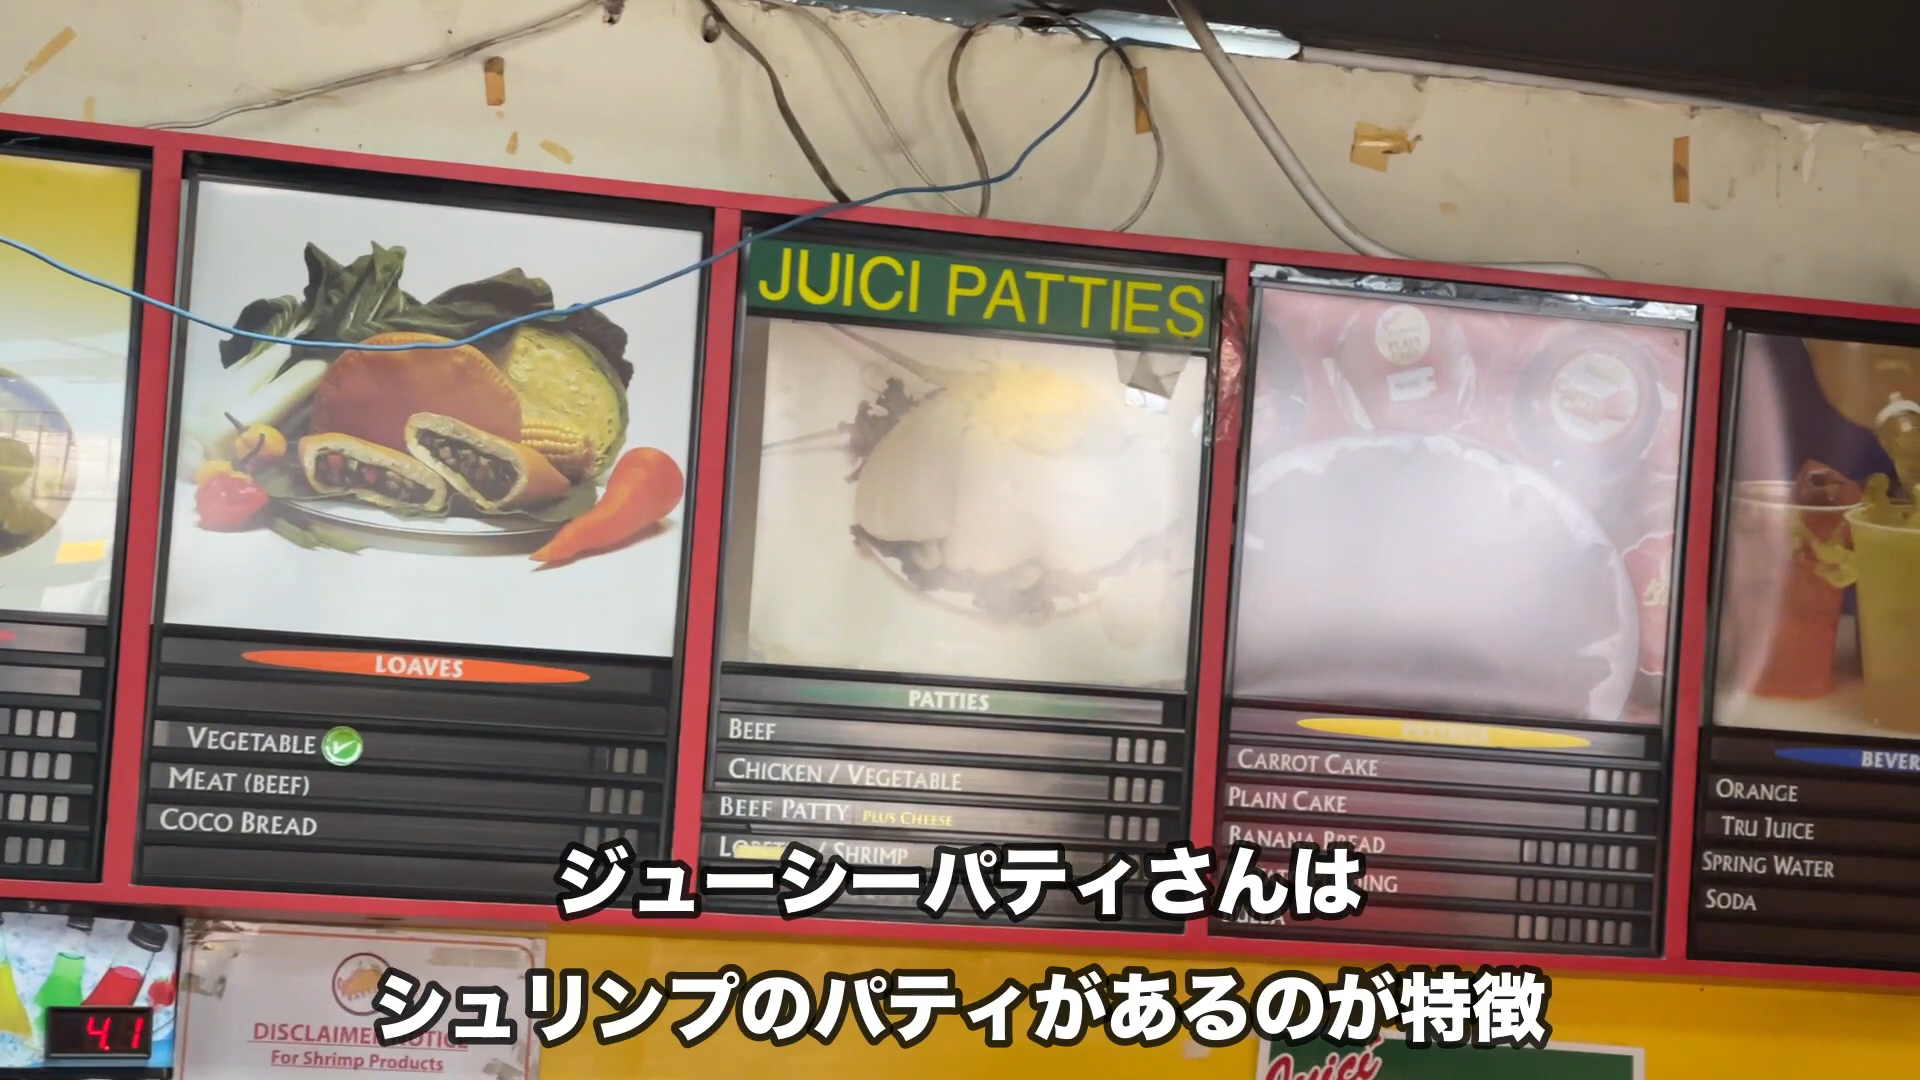 JUICI PATTIES
LOAVES
VEGETABLE
MEAT (BEEF)
COCO BREAD
PATTIES
BEEF
CHICKEN / VEGETABLE
BEEF PATTY PLUS CHEESE
/ SHRIMP
CARROT CAKE
PLAIN CAKE
BANANA BREAD
BEVER
ORANGE
TRU JUICE
SPRING WATER
SODA
ジューシーパティさんは
シュリンプのパティがあるのが特徴
4.1
DISCLAIMER NOTICE
For Shrimp Products
Juici